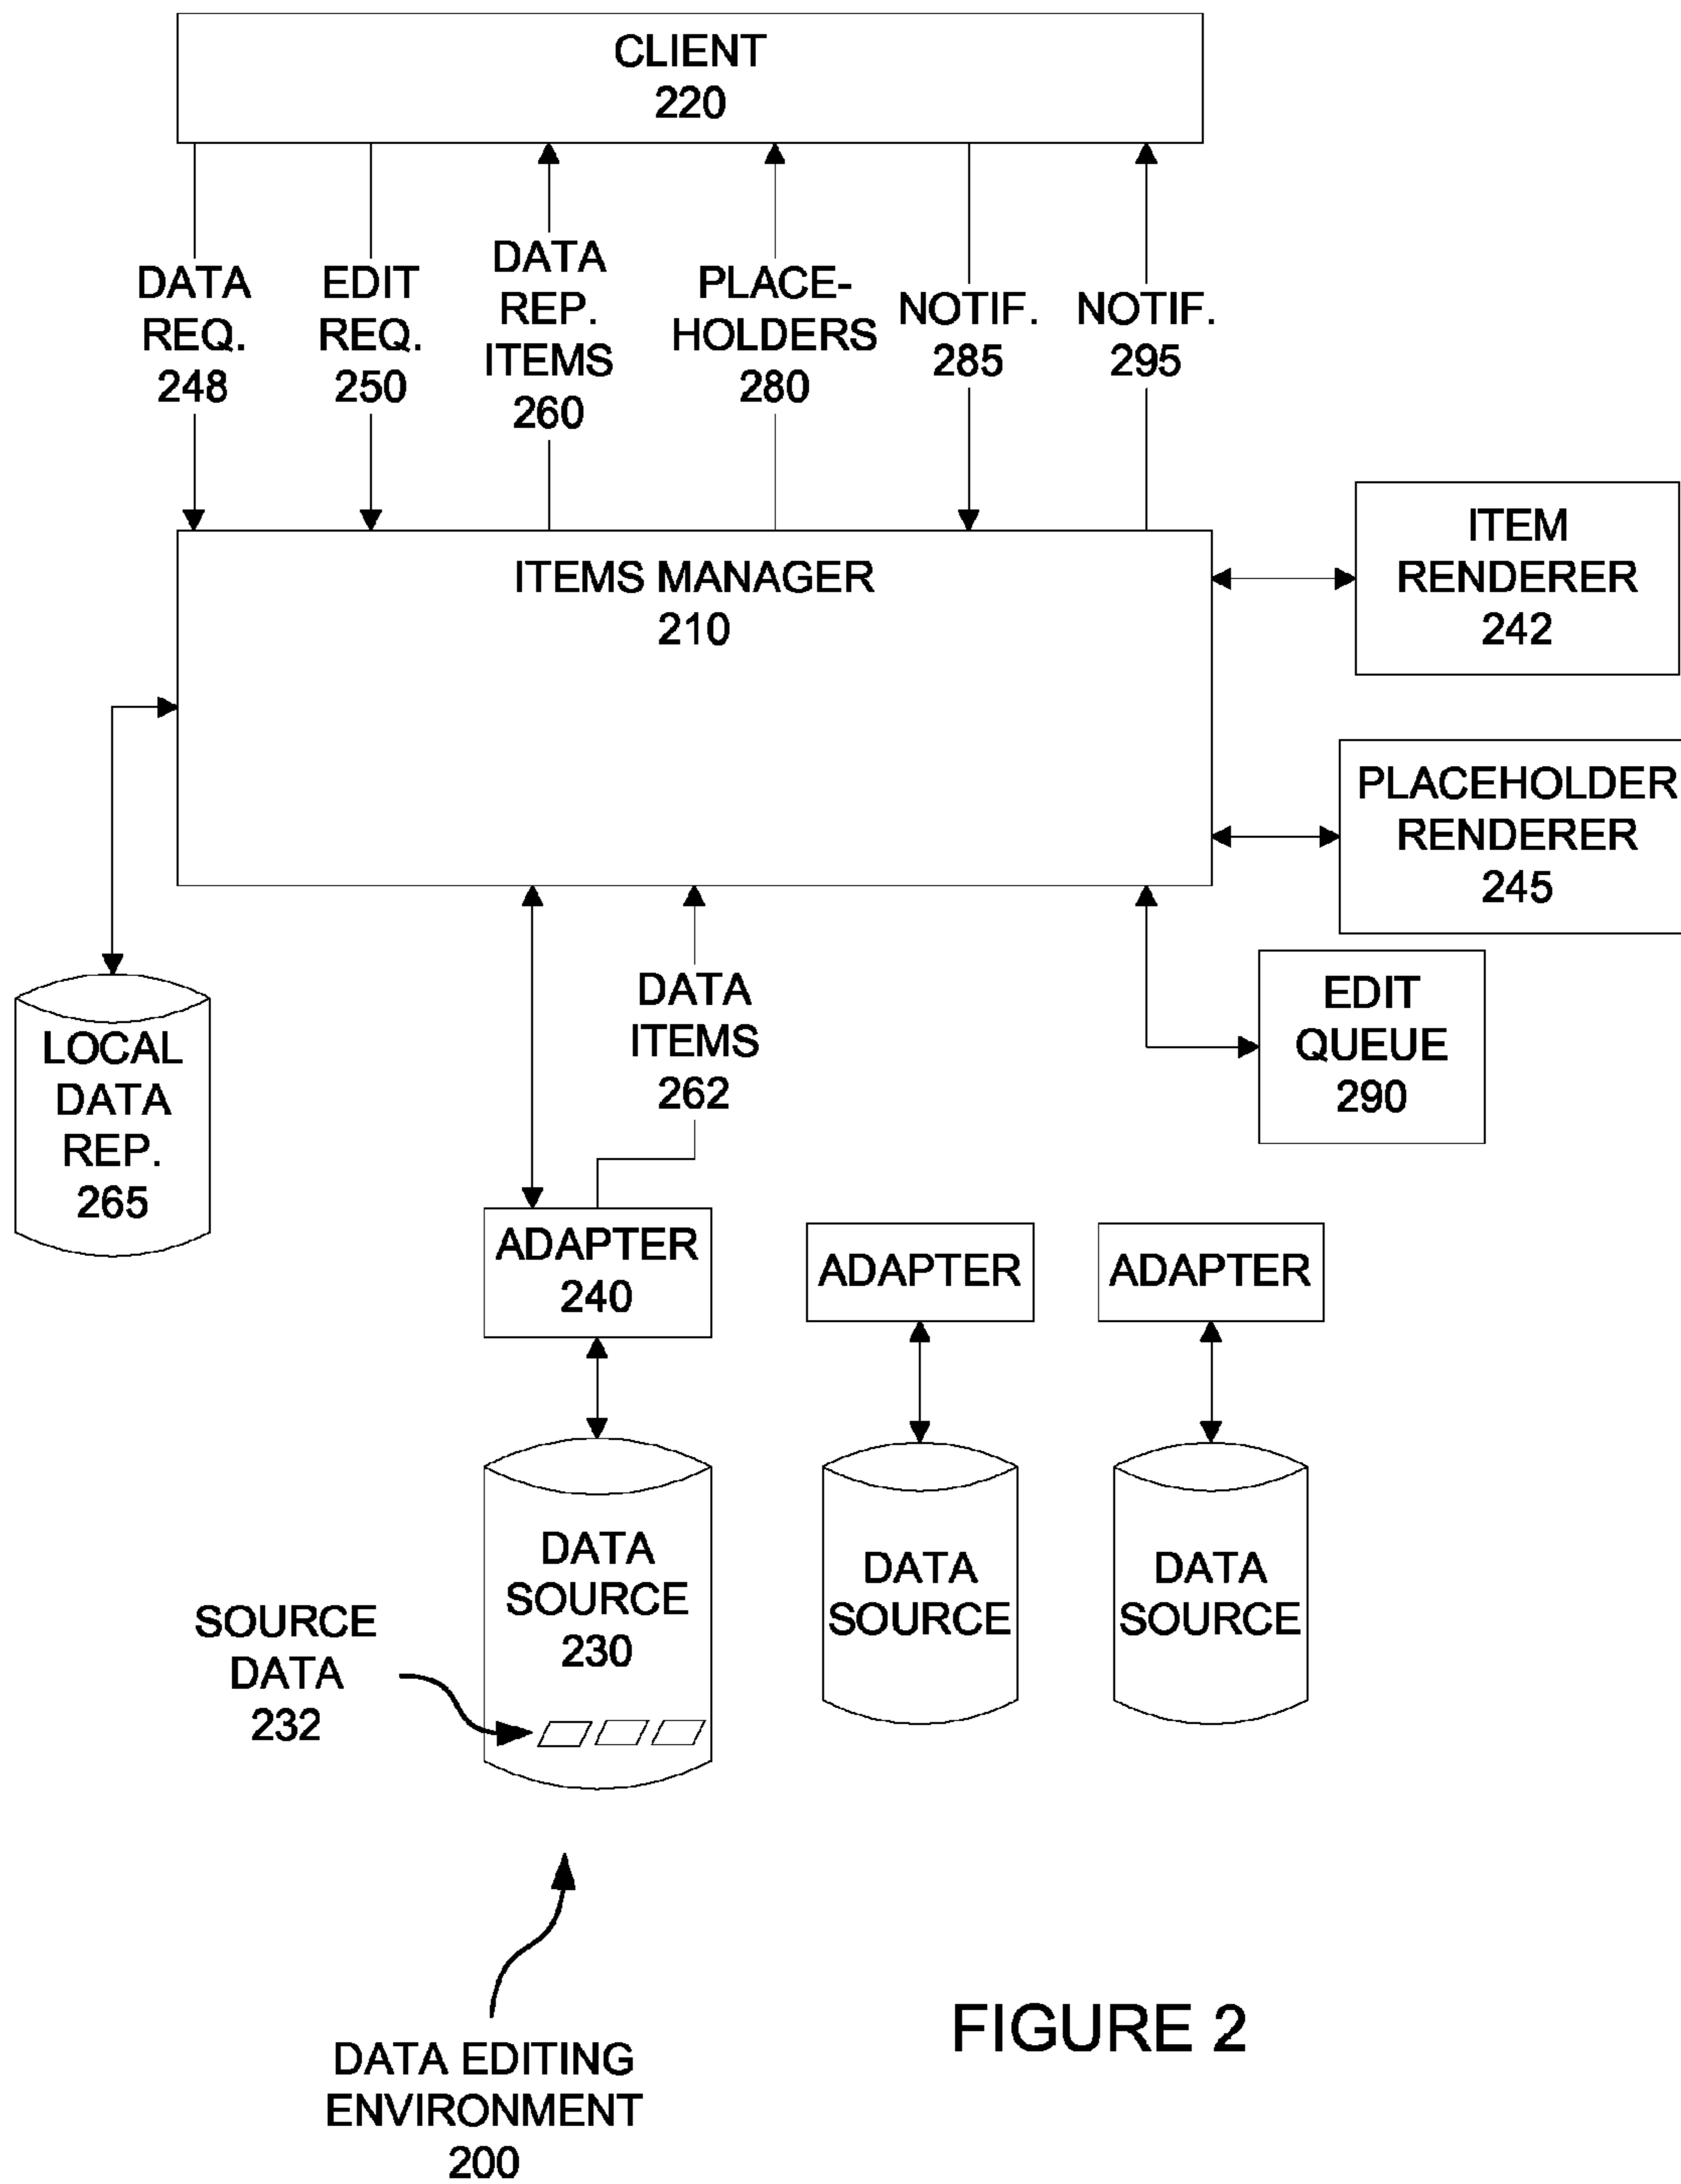 CLIENT
220
DATA
REQ.
248
EDIT
REQ.
250
DATA
REP.
ITEMS
260
PLACE-
HOLDERS
280
NOTIF.
285
NOTIF.
295
ITEMS MANAGER
210
ITEM
RENDERER
242
PLACEHOLDER
RENDERER
245
EDIT
QUEUE
290
LOCAL
DATA
REP.
265
DATA
ITEMS
262
ADAPTER
240
ADAPTER
ADAPTER
DATA
SOURCE
230
DATA
SOURCE
DATA
SOURCE
SOURCE
DATA
232
DATA EDITING
ENVIRONMENT
200
FIGURE 2